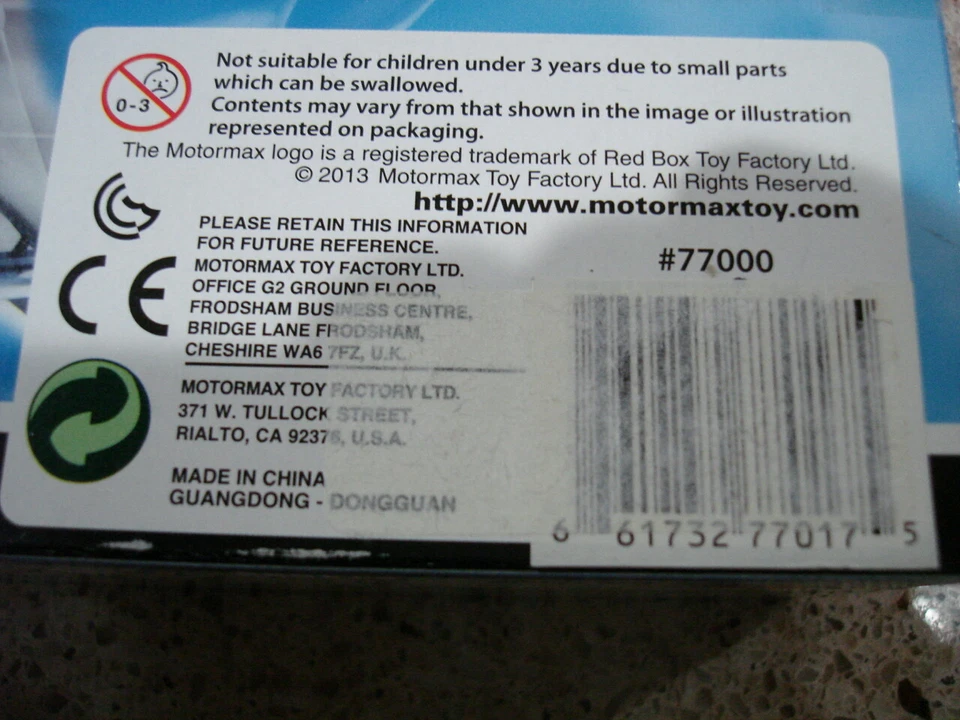 0-3
Not suitable for children under 3 years due to small parts
which can be swallowed.
Contents may vary from that shown in the image or illustration
represented on packaging.
The Motormax logo is a registered trademark of Red Box Toy Factory Ltd.
© 2013 Motormax Toy Factory Ltd. All Rights Reserved.
http://www.motormaxtoy.com
PLEASE RETAIN THIS INFORMATION
FOR FUTURE REFERENCE.
#77000
MOTORMAX TOY FACTORY LTD.
OFFICE G2 GROUND FLOOR,
FRODSHAM BUSINESS CENTRE,
BRIDGE LANE FRODSHAM,
CHESHIRE WA6 7FZ, U.K.
MOTORMAX TOY FACTORY LTD.
371 W. TULLOCK STREET,
RIALTO, CA 92376, U.S.A.
MADE IN CHINA
GUANGDONG - DONGGUAN
6 61732 77017 5
CE